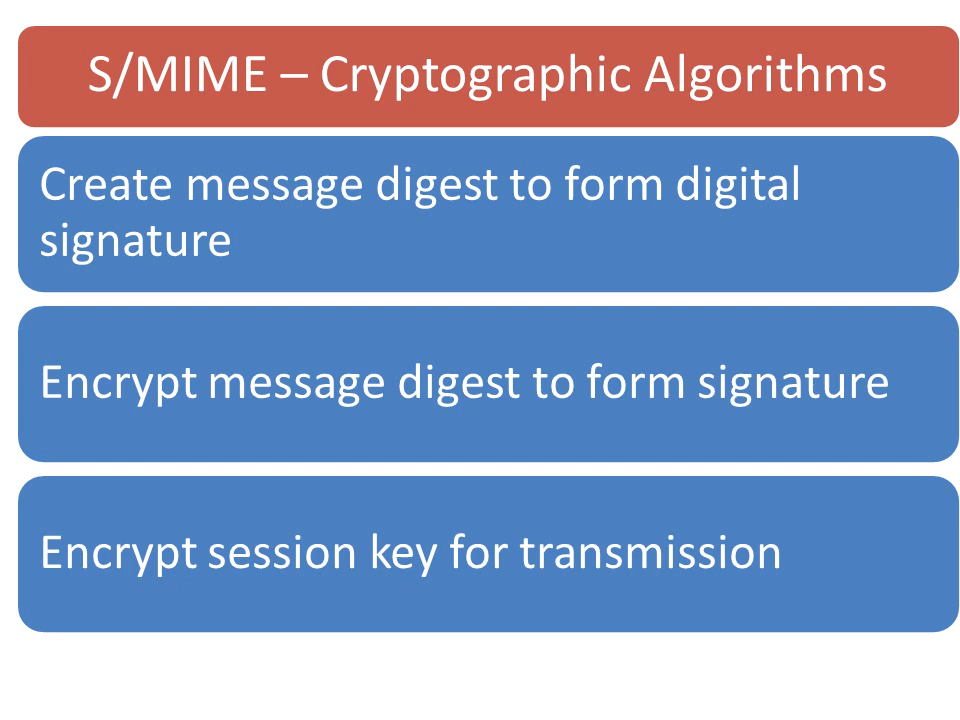 S/MIME – Cryptographic Algorithms
Create message digest to form digital
signature
Encrypt message digest to form signature
Encrypt session key for transmission